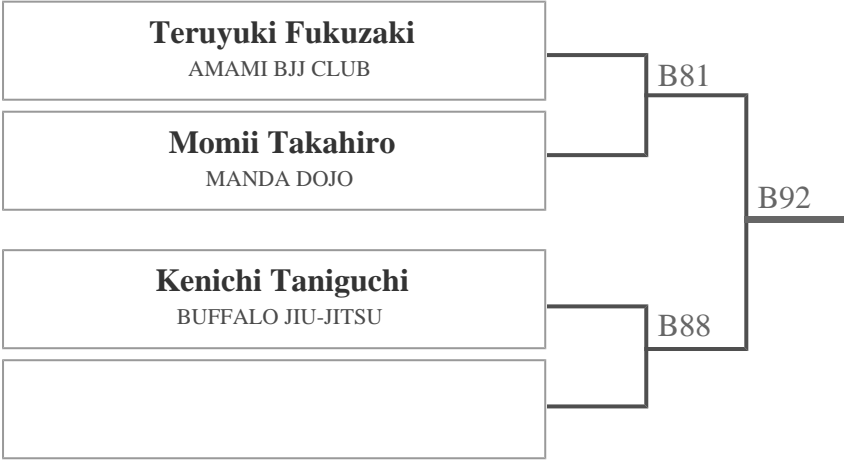 Teruyuki Fukuzaki
AMAMI BJJ CLUB
B81
Momii Takahiro
MANDA DOJO
B92
Kenichi Taniguchi
BUFFALO JIU-JITSU
B88